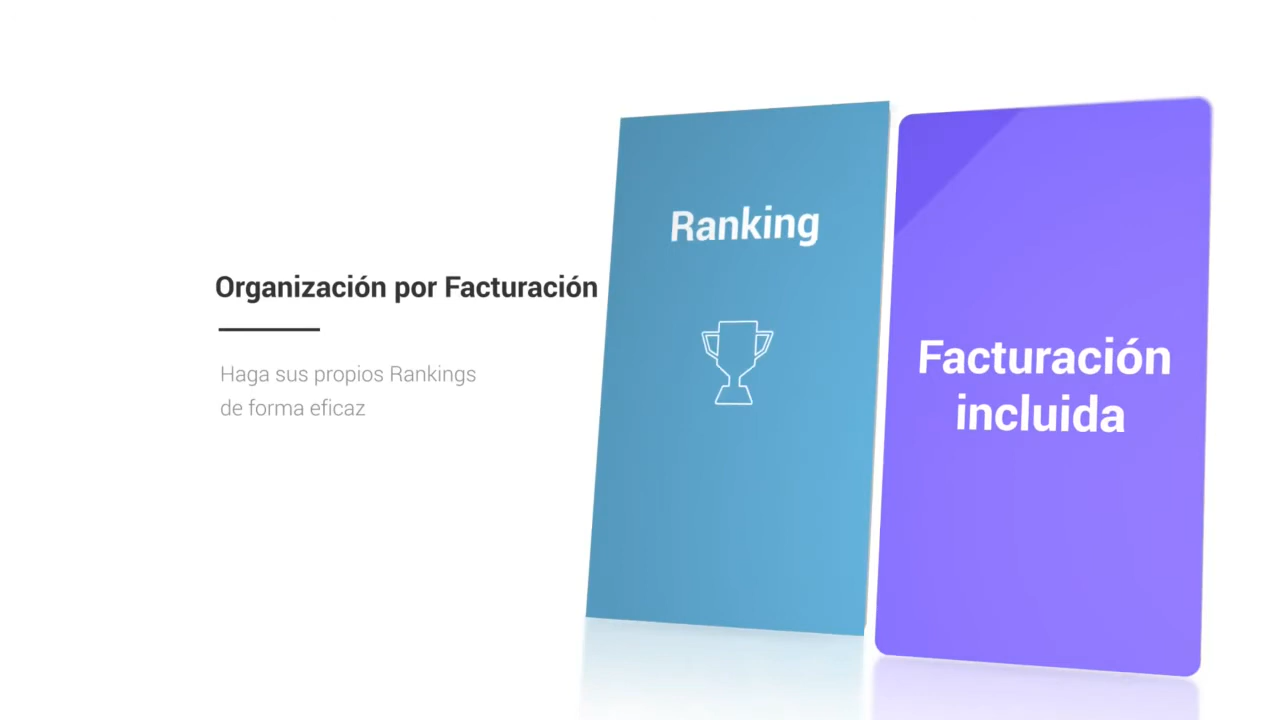 Organización por Facturación
Haga sus propios Rankings
de forma eficaz
Ranking
Facturación
incluida